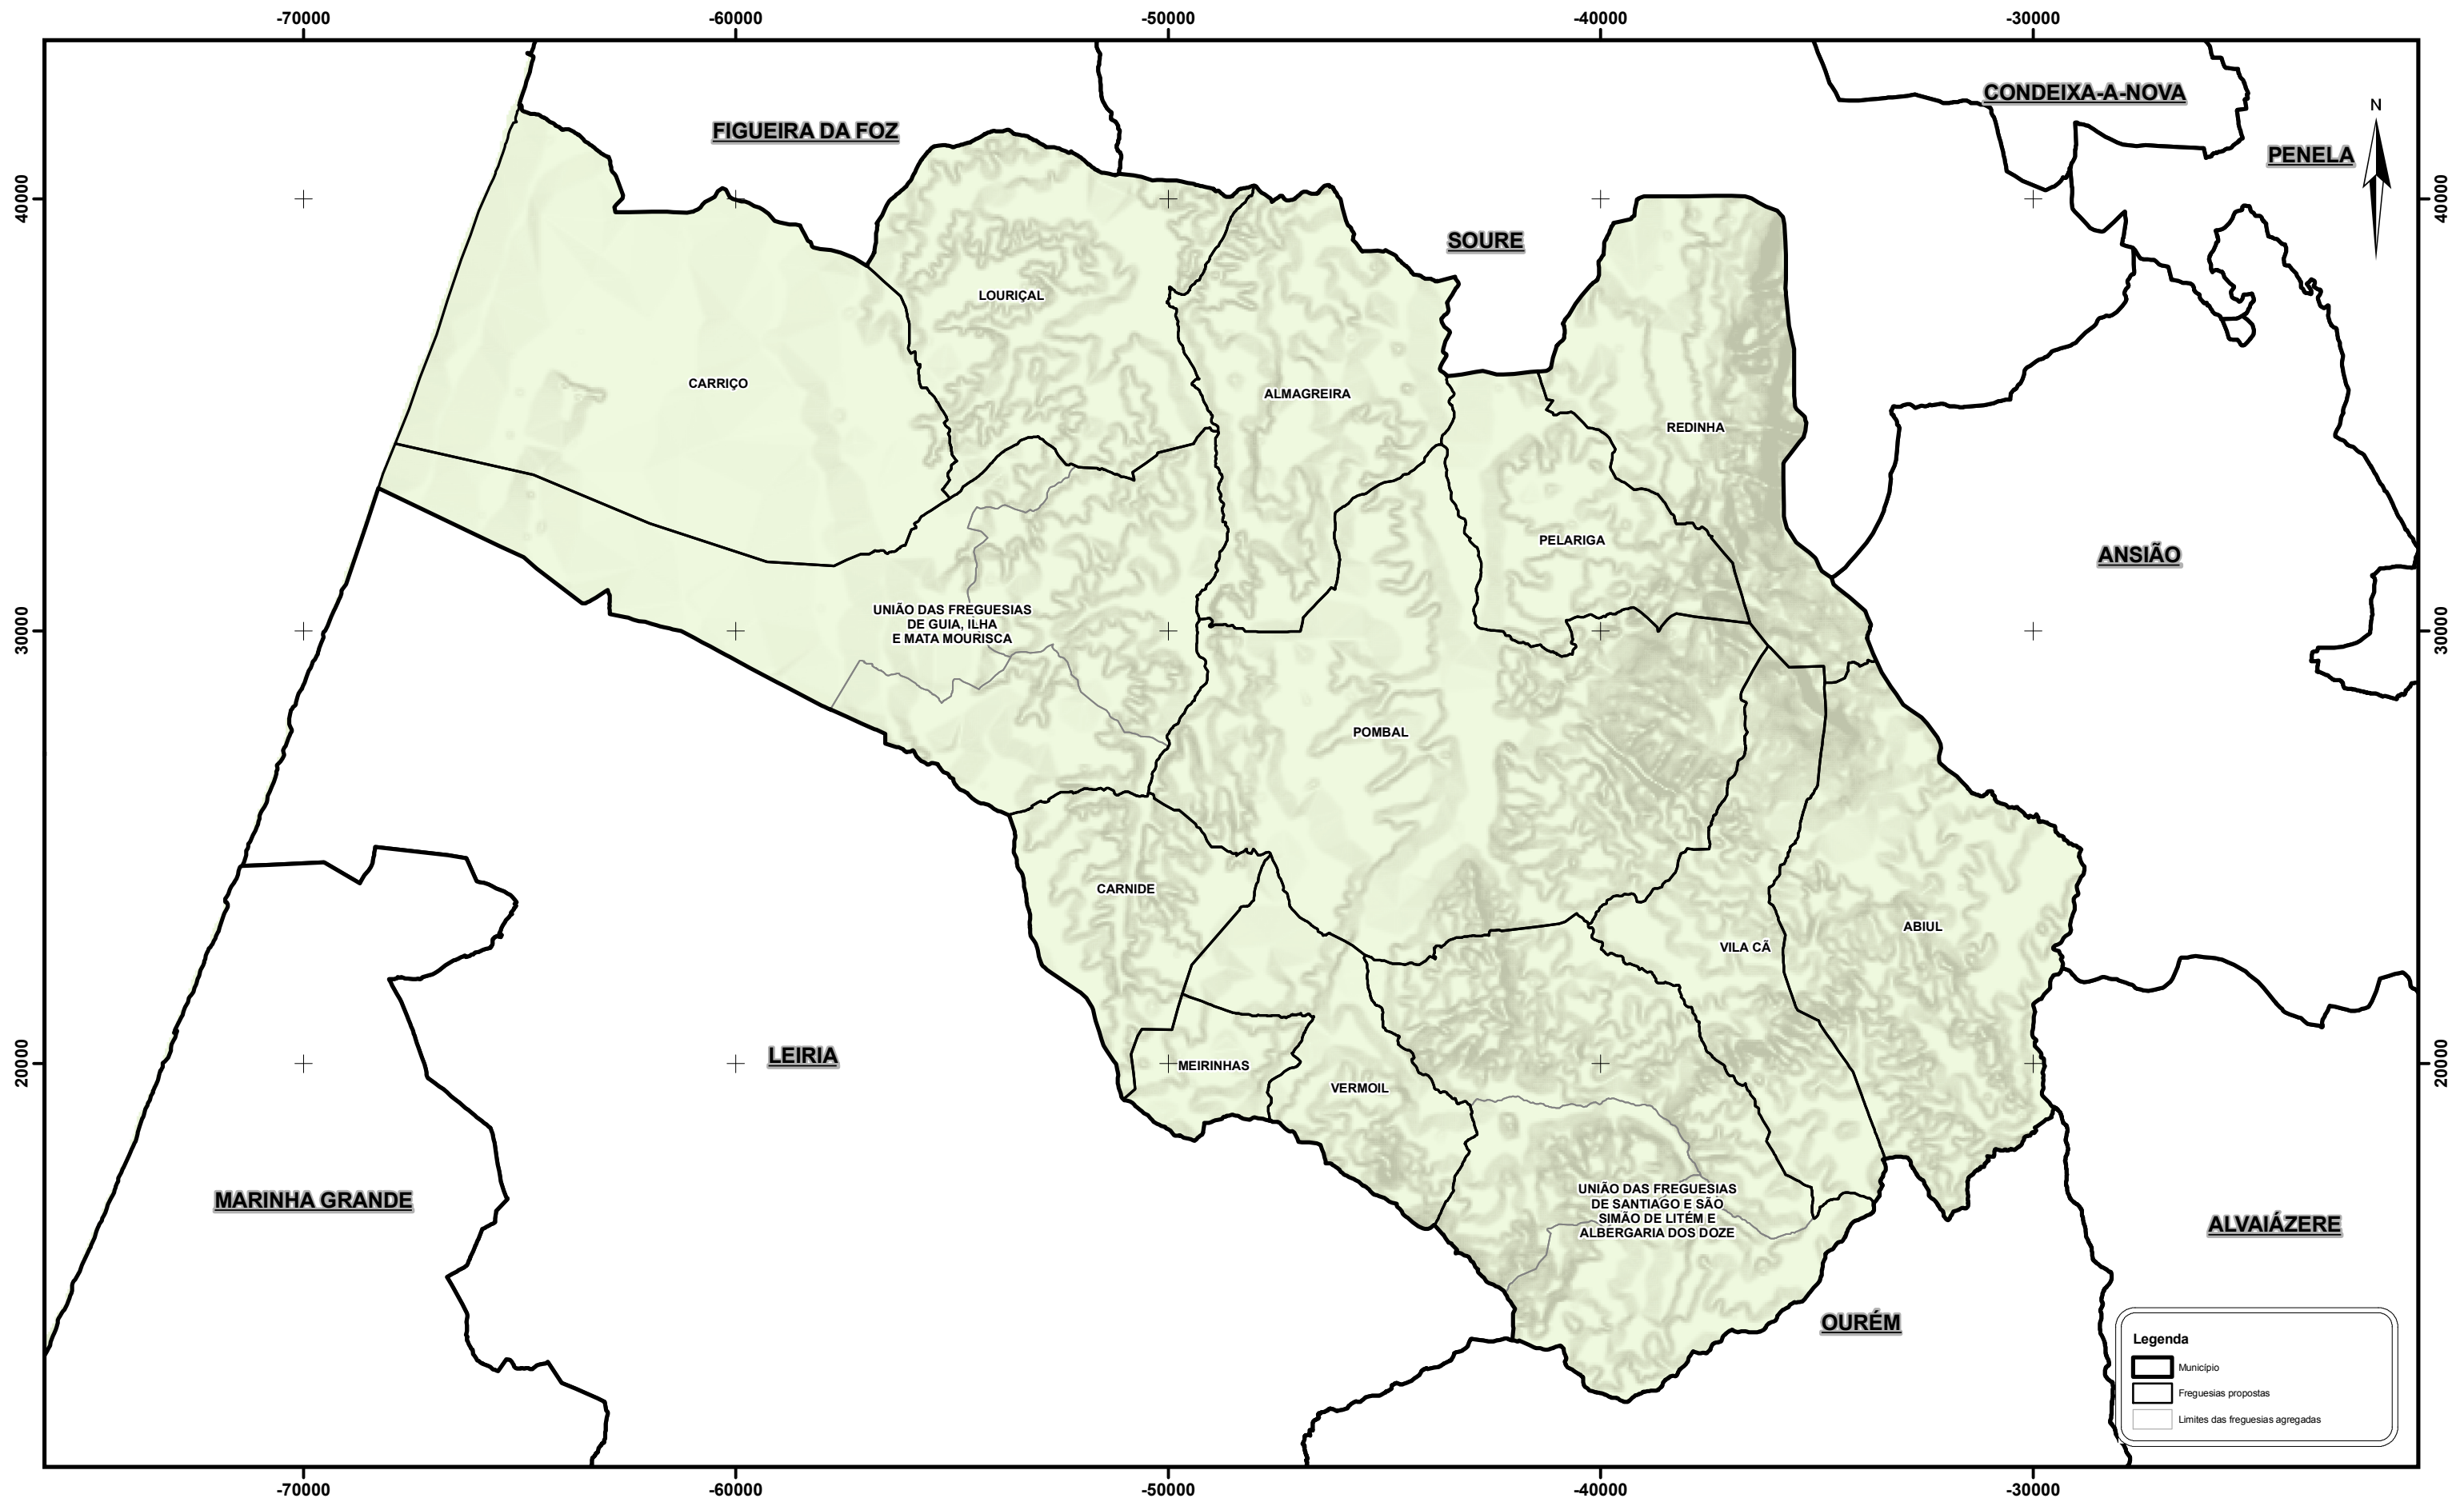 -70000
-60000
-50000
-40000
-30000
CONDEIXA-A-NOVA
N
FIGUEIRA DA FOZ
PENELA
40000
40000
SOURE
LOURIÇAL
CARRIÇO
ALMAGREIRA
REDINHA
PELARIGA
ANSIÃO
UNIÃO DAS FREGUESIAS
DE GUIA, ILHA
E MATA MOURISCA
30000
30000
POMBAL
CARNIDE
ABIUL
VILA CÃ
LEIRIA
MEIRINHAS
20000
20000
VERMOIL
MARINHA GRANDE
UNIÃO DAS FREGUESIAS
DE SANTIAGO E SÃO
SIMÃO DE LITÉM E
ALBERGARIA DOS DOZE
ALVAIÁZERE
OURÉM
Legenda
Município
Freguesias propostas
Limites das freguesias agregadas
-70000
-60000
-50000
-40000
-30000